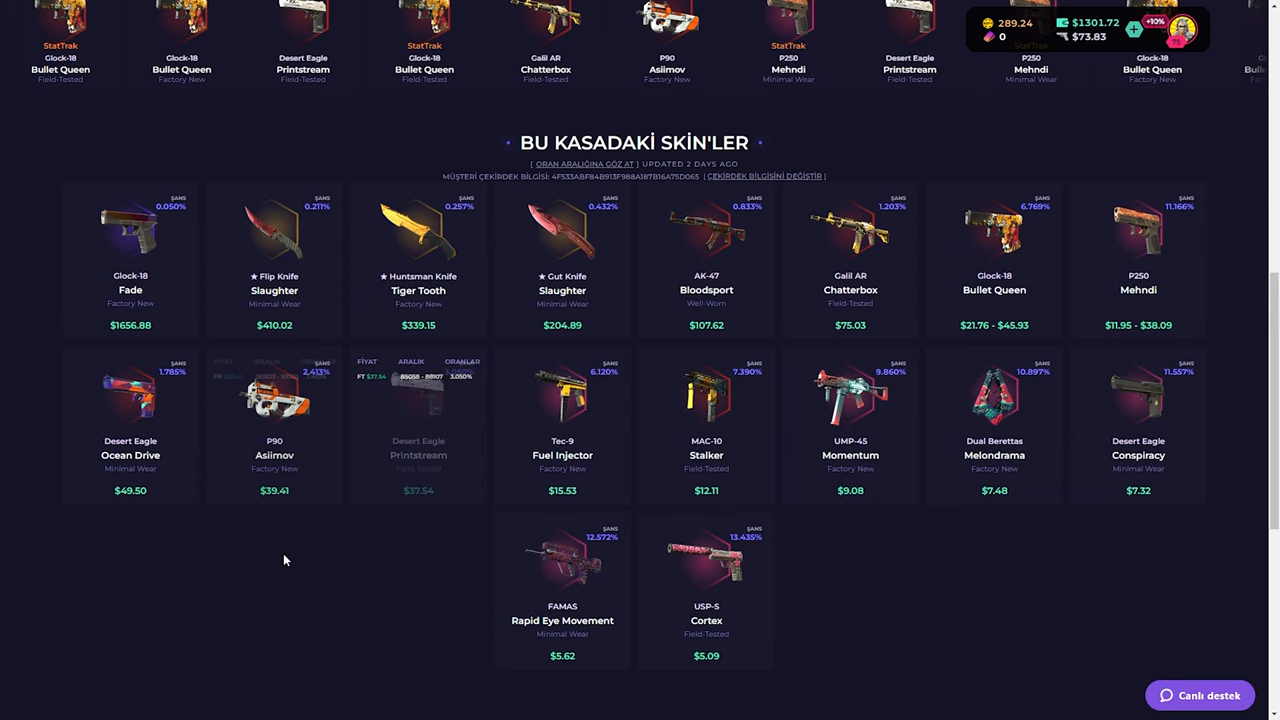 StatTrak
StatTrak
StatTrak
StatTrak
Glock-18
Bullet Queen
Field-Tested
Glock-18
Bullet Queen
Factory New
Desert Eagle
Printstream
Field-Tested
Glock-18
Bullet Queen
Field-Tested
Galil AR
Chatterbox
Field-Tested
P90
Asiimov
Factory New
P250
Mehndi
Minimal Wear
Desert Eagle
Printstream
Field-Tested
P250
Mehndi
Minimal Wear
Glock-18
Bullet Queen
Factory New
289.24
$1301.72
+10%
0
$73.83
BU KASADAKİ SKİN'LER
[ ORAN ARALIĞINA GÖZ AT ] UPDATED 2 DAYS AGO
MÜŞTERİ ÇEKİRDEK BİLGİSİ: 4F533ABF84B913F988A187B16A75D065 [ ÇEKİRDEK BİLGİSİNİ DEĞİŞTİR ]
ŞANS
0.050%
Glock-18
Fade
Factory New
$1656.88
ŞANS
0.211%
★ Flip Knife
Slaughter
Minimal Wear
$410.02
ŞANS
0.257%
★ Huntsman Knife
Tiger Tooth
Factory New
$339.15
ŞANS
0.432%
★ Gut Knife
Slaughter
Minimal Wear
$204.89
ŞANS
0.833%
AK-47
Bloodsport
Well-Worn
$107.62
ŞANS
1.203%
Galil AR
Chatterbox
Field-Tested
$75.03
ŞANS
6.769%
Glock-18
Bullet Queen
$21.76 - $45.93
ŞANS
11.166%
P250
Mehndi
$11.95 - $38.09
ŞANS
1.785%
Desert Eagle
Ocean Drive
Minimal Wear
$49.50
FİYAT ARALIK
ŞANS
2.413%
P90
Asiimov
Factory New
$39.41
FİYAT ARALIK ORANLAR
FT $37.54 85058 - 88107 3.050%
Desert Eagle
Printstream
Field-Tested
$37.54
ŞANS
6.120%
Tec-9
Fuel Injector
Factory New
$15.53
ŞANS
7.390%
MAC-10
Stalker
Field-Tested
$12.11
ŞANS
9.860%
UMP-45
Momentum
Factory New
$9.08
ŞANS
10.897%
Dual Berettas
Melondrama
Factory New
$7.48
ŞANS
11.557%
Desert Eagle
Conspiracy
Minimal Wear
$7.32
ŞANS
12.572%
FAMAS
Rapid Eye Movement
Minimal Wear
$5.62
ŞANS
13.435%
USP-S
Cortex
Field-Tested
$5.09
Canlı destek